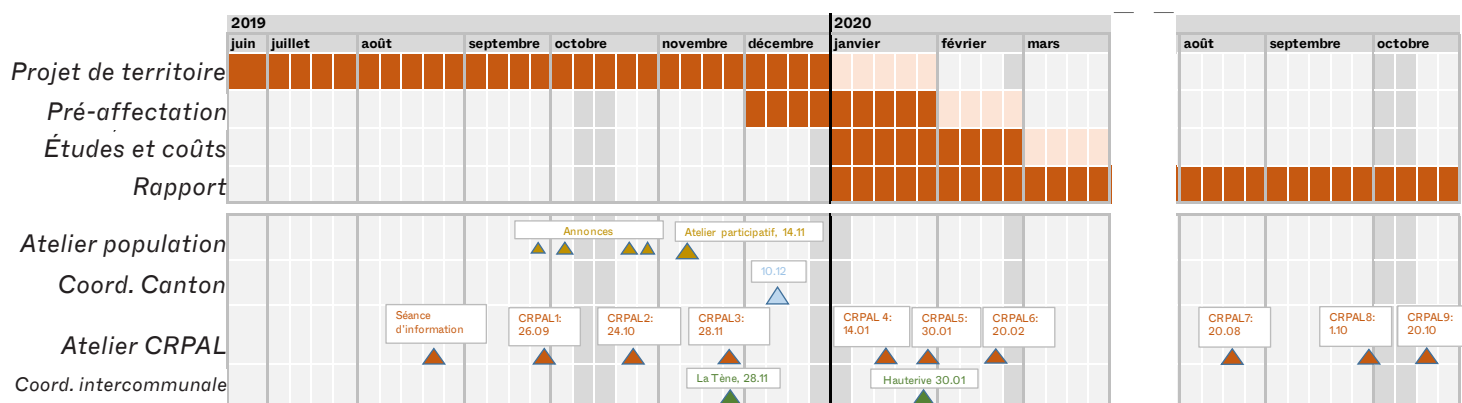 2019
2020
juin juillet août septembre octobre novembre décembre janvier février mars août septembre octobre
Projet de territoire
Pré-affectation
Études et coûts
Rapport
Atelier population
Annonces
Atelier participatif, 14.11
Coord. Canton
10.12
Atelier CRPAL
Séance
d'information
CRPAL1:
26.09
CRPAL2:
24.10
CRPAL3:
28.11
CRPAL 4:
14.01
CRPAL5:
30.01
CRPAL6:
20.02
CRPAL7:
20.08
CRPAL8:
1.10
CRPAL9:
20.10
Coord. intercommunale
La Tène, 28.11
Hauterive 30.01